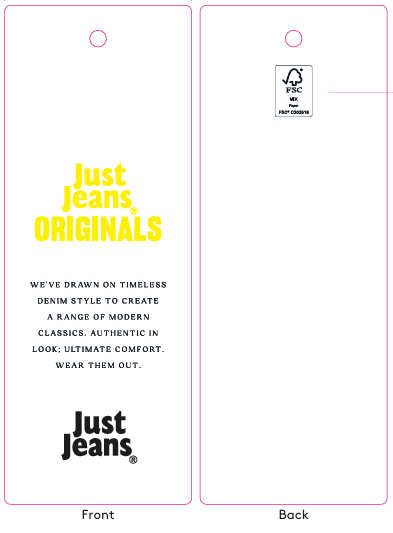 Just
Jeans®
ORIGINALS
WE'VE DRAWN ON TIMELESS
DENIM STYLE TO CREATE
A RANGE OF MODERN
CLASSICS. AUTHENTIC IN
LOOK; ULTIMATE COMFORT.
WEAR THEM OUT.
Just
Jeans®
Front
FSC
MIX
Paper
Back